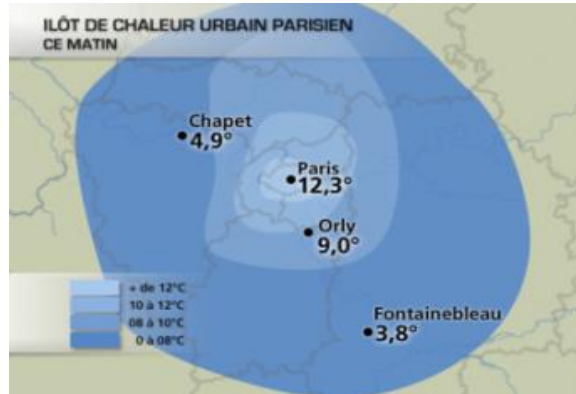 ILÔT DE CHALEUR URBAIN PARISIEN
CE MATIN
Chapet
4,9°
Paris
12,3°
Orly
9,0°
Fontainebleau
3,8°
+ de 12°C
10 à 12°C
08 à 10°C
0 à 08°C